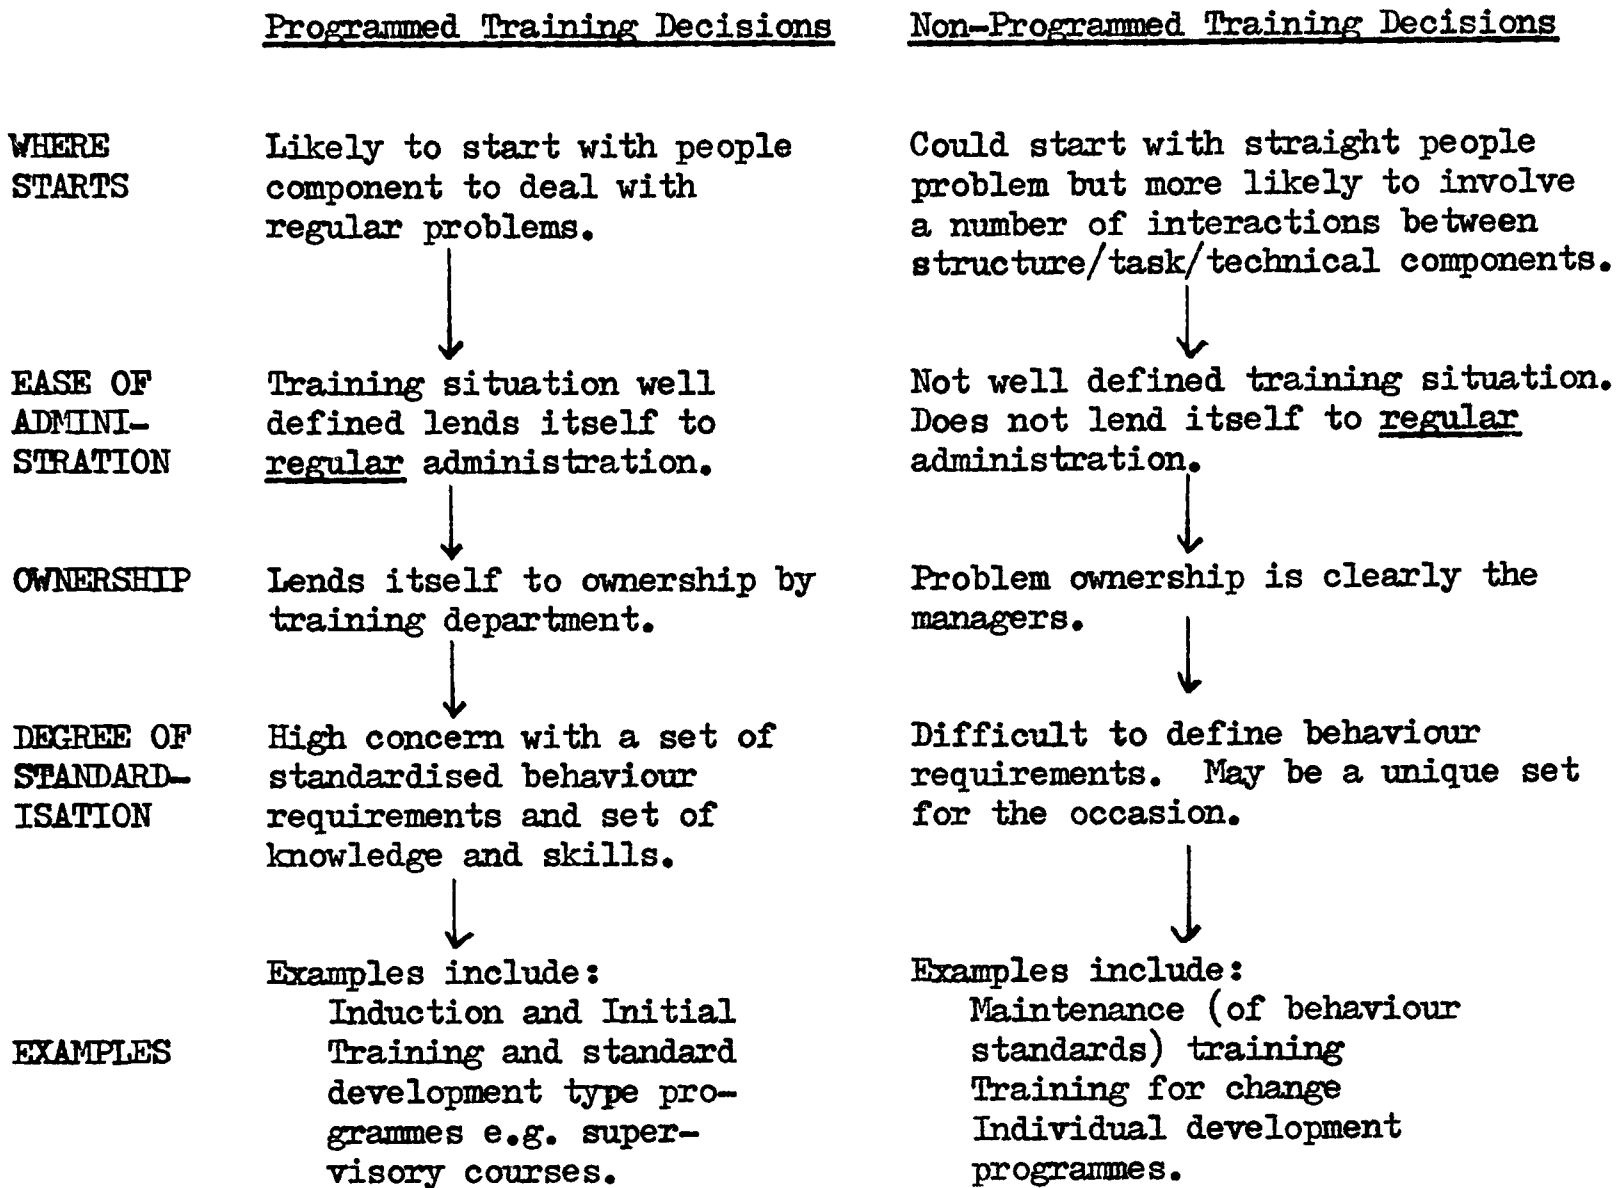 Programmed Training Decisions
Non-Programmed Training Decisions
WHERE
STARTS
Likely to start with people
component to deal with
regular problems.
Could start with straight people
problem but more likely to involve
a number of interactions between
structure/task/technical components.
EASE OF
ADMINI-
STRATION
Training situation well
defined lends itself to
regular administration.
Not well defined training situation.
Does not lend itself to regular
administration.
OWNERSHIP
Lends itself to ownership by
training department.
Problem ownership is clearly the
managers.
DEGREE OF
STANDARD-
ISATION
High concern with a set of
standardised behaviour
requirements and set of
knowledge and skills.
Difficult to define behaviour
requirements. May be a unique set
for the occasion.
EXAMPLES
Examples include:
Induction and Initial
Training and standard
development type pro-
grammes e.g. super-
visory courses.
Examples include:
Maintenance (of behaviour
standards) training
Training for change
Individual development
programmes.